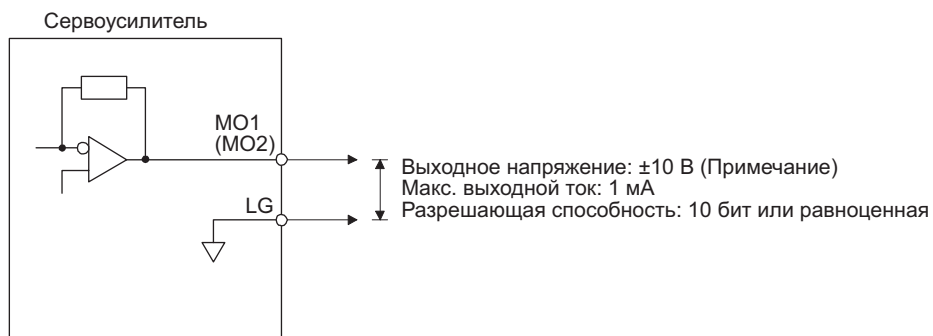 Сервоусилитель
MO1
(MO2)
LG
Выходное напряжение: ±10 В (Примечание)
Макс. выходной ток: 1 мА
Разрешающая способность: 10 бит или равноценная